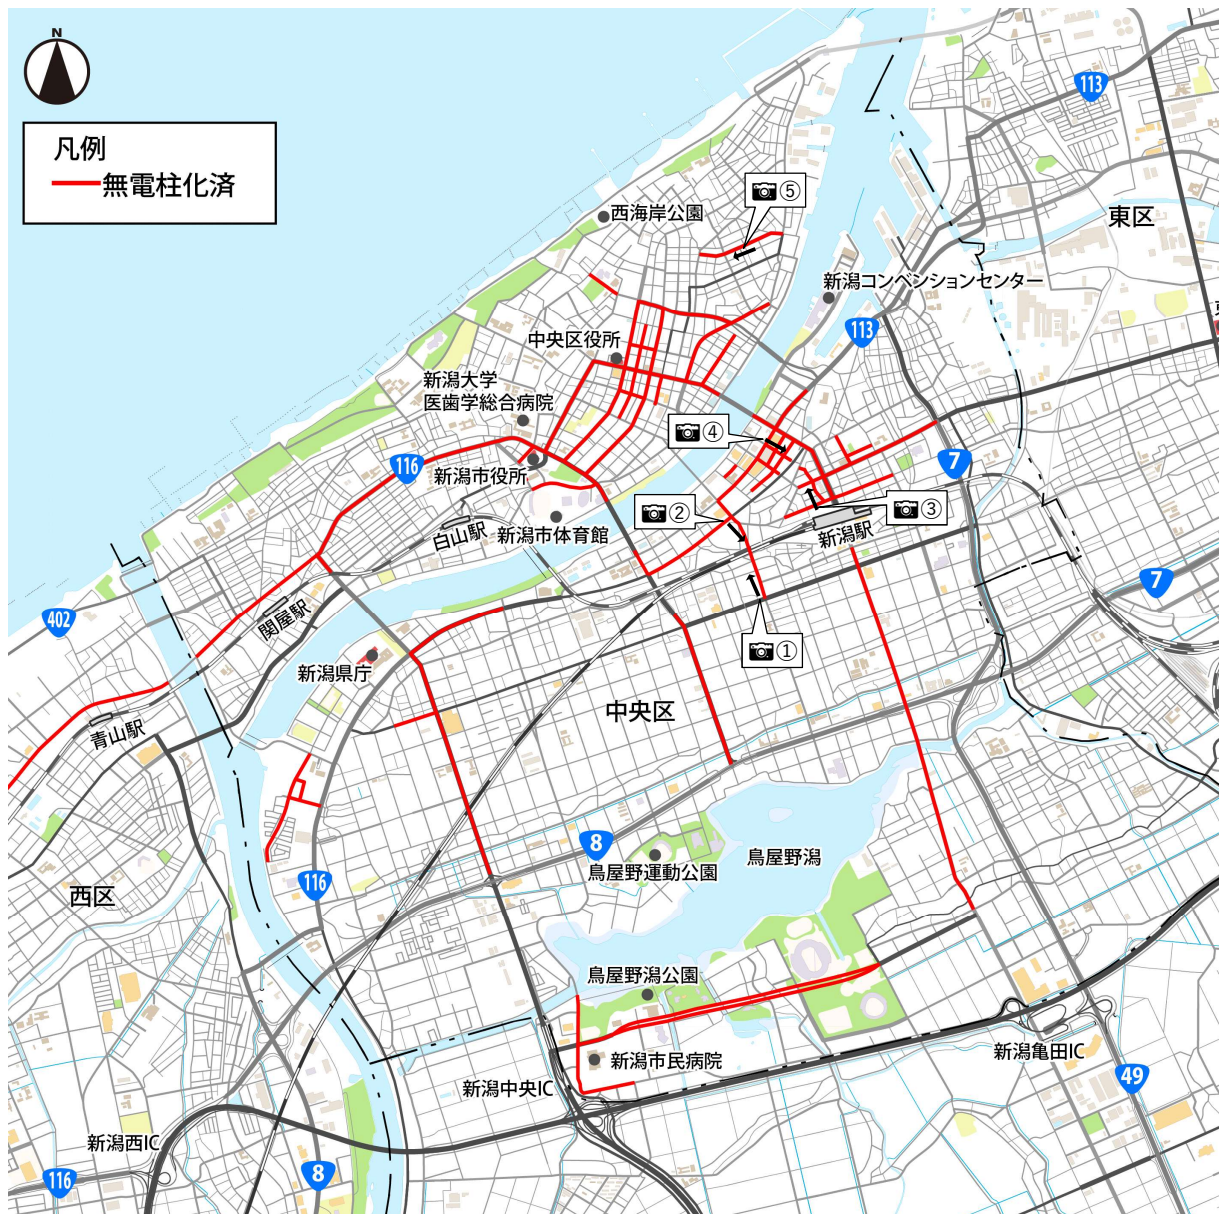 N
凡例
無電柱化済
113
⑤
西海岸公園
東区
新潟コンベンションセンター
113
中央区役所
新潟大学
医歯学総合病院
④
116
7
新潟市役所
②
③
白山駅
新潟市体育館
新潟駅
7
402
関屋駅
①
新潟県庁
中央区
青山駅
8
鳥屋野潟
鳥屋野運動公園
116
西区
鳥屋野潟公園
新潟市民病院
新潟亀田IC
新潟中央IC
49
新潟西IC
116
8